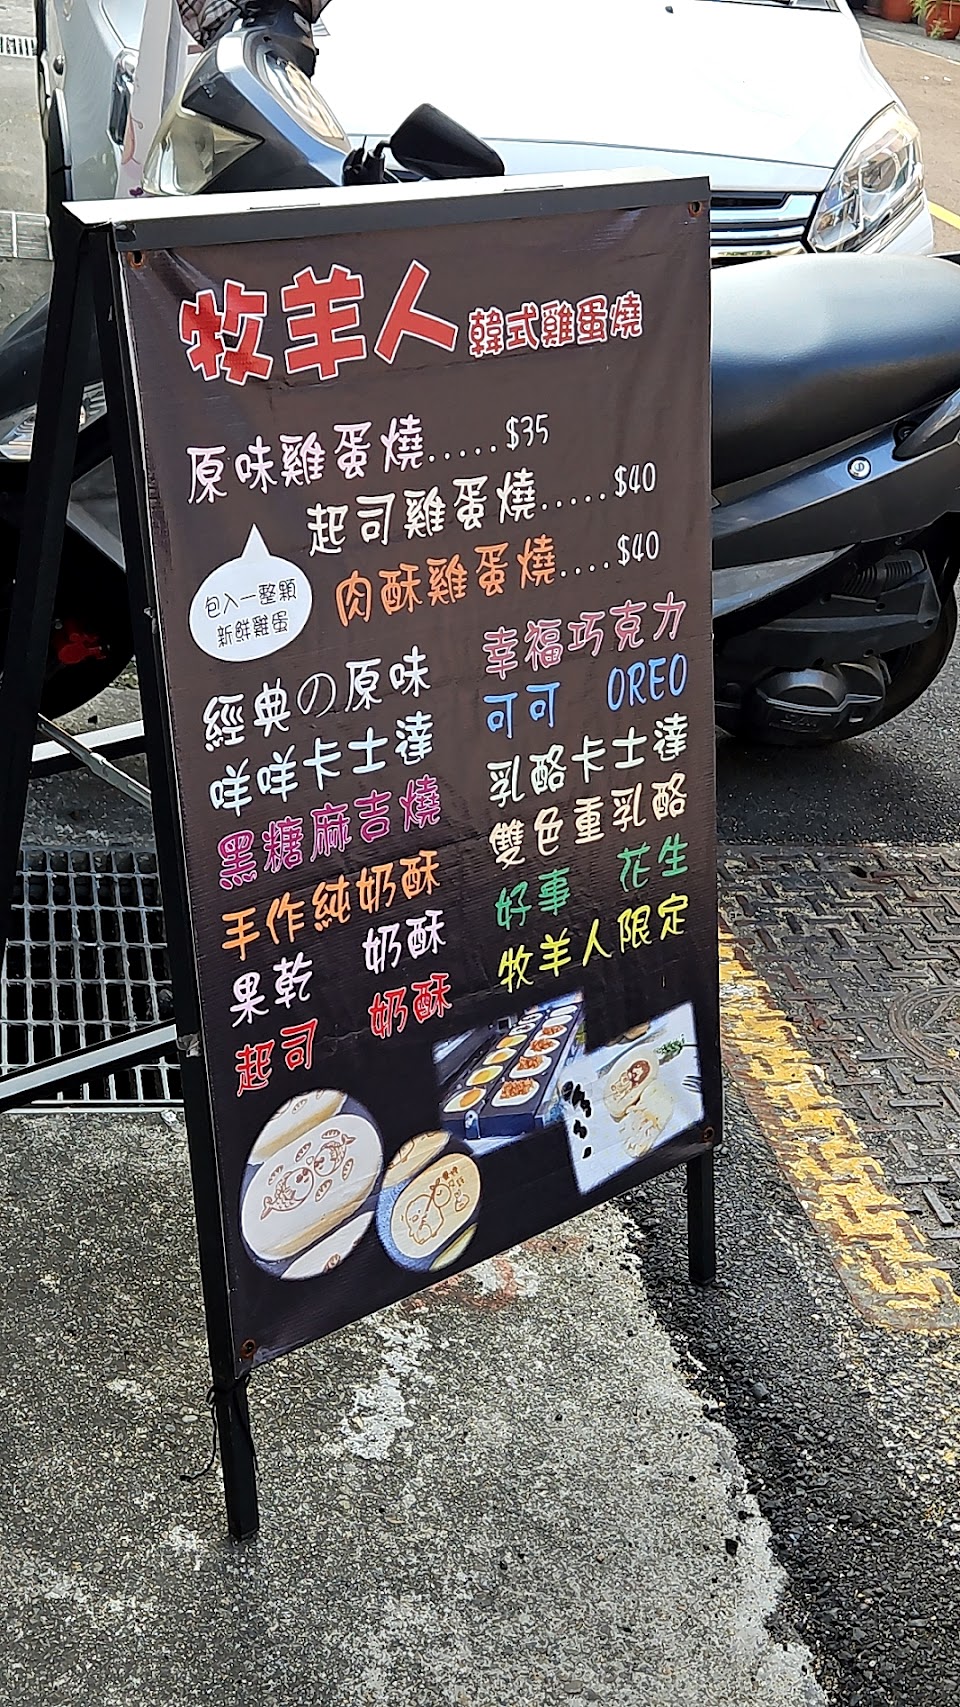 牧羊人 韓式雞蛋燒
原味雞蛋燒.....$35
起司雞蛋燒.....$40
肉酥雞蛋燒....$40
包入一整顆
新鮮雞蛋
經典の原味
咩咩卡士達
黑糖麻吉燒
手作純奶酥
果乾 奶酥
起司 奶酥
幸福巧克力
可可 OREO
乳酪卡士達
雙色重乳酪
好事 花生
牧羊人限定